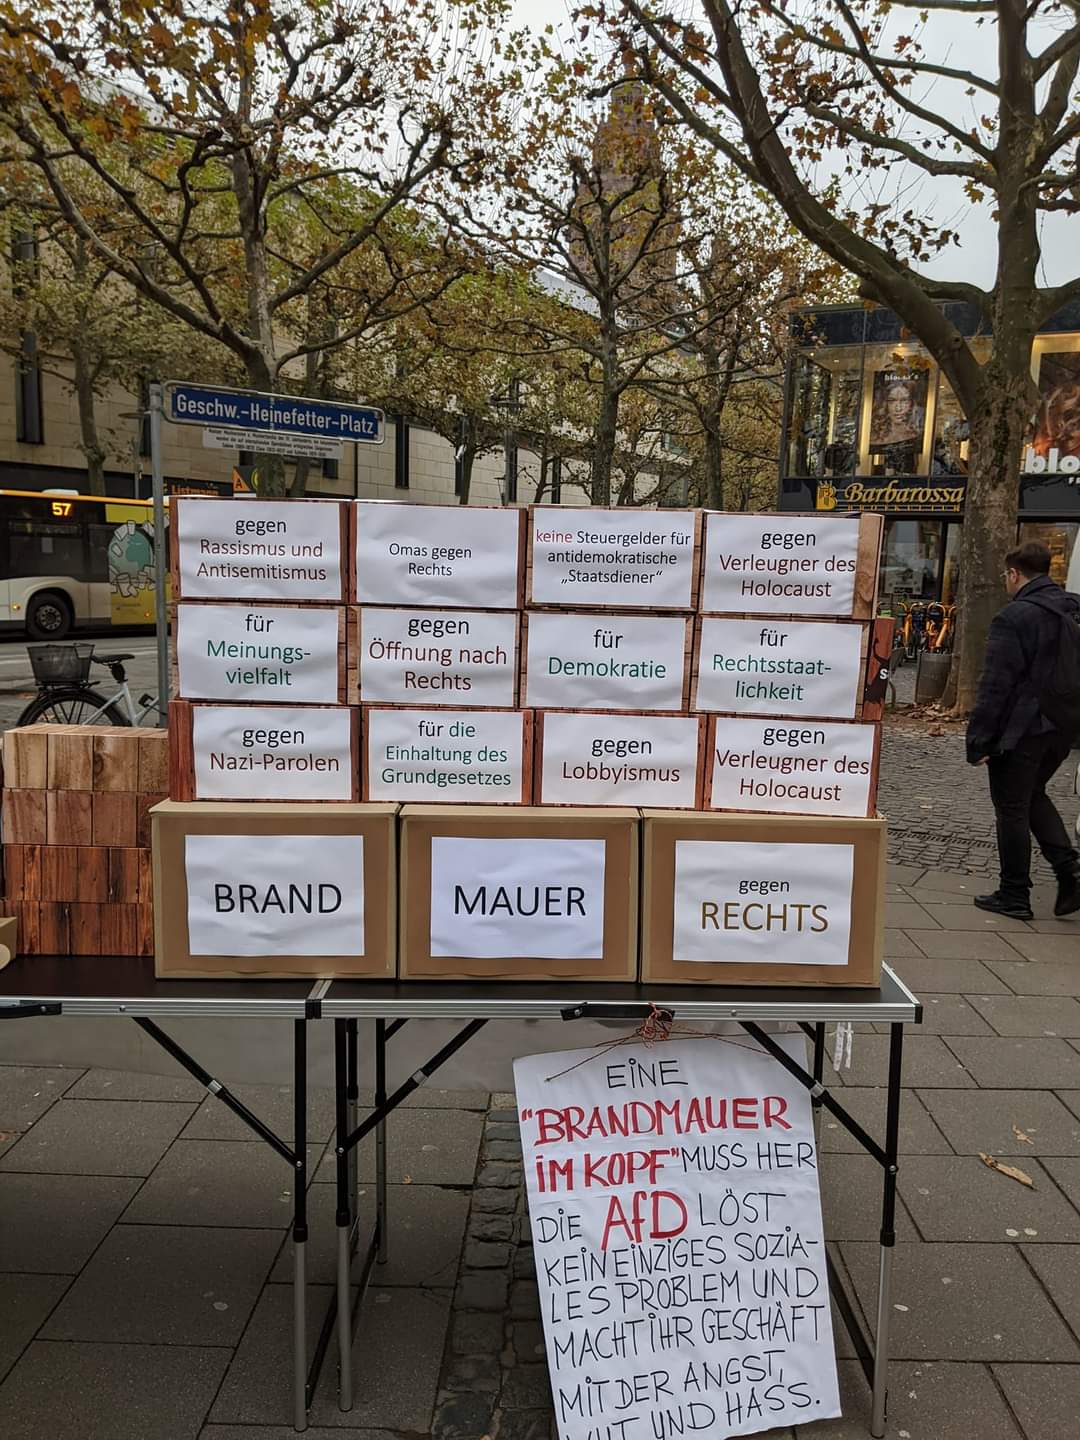 Geschw.-Heinefetter-Platz
57
A
blocks's
blo
Barbarossa
gegen
Rassismus und
Antisemitismus
Omas gegen
Rechts
keine Steuergelder für
antidemokratische
„Staatsdiener“
gegen
Verleugner des
Holocaust
für
Meinungs-
vielfalt
gegen
Öffnung nach
Rechts
für
Demokratie
für
Rechtsstaat-
lichkeit
gegen
Nazi-Parolen
für die
Einhaltung des
Grundgesetzes
gegen
Lobbyismus
gegen
Verleugner des
Holocaust
BRAND
MAUER
gegen
RECHTS
EINE
"BRANDMAUER
IM KOPF" MUSS HER
DIE AfD LÖST
KEIN EINZIGES SOZIA-
LES PROBLEM UND
MACHT IHR GESCHÄFT
MIT DER ANGST,
WUT UND HASS.